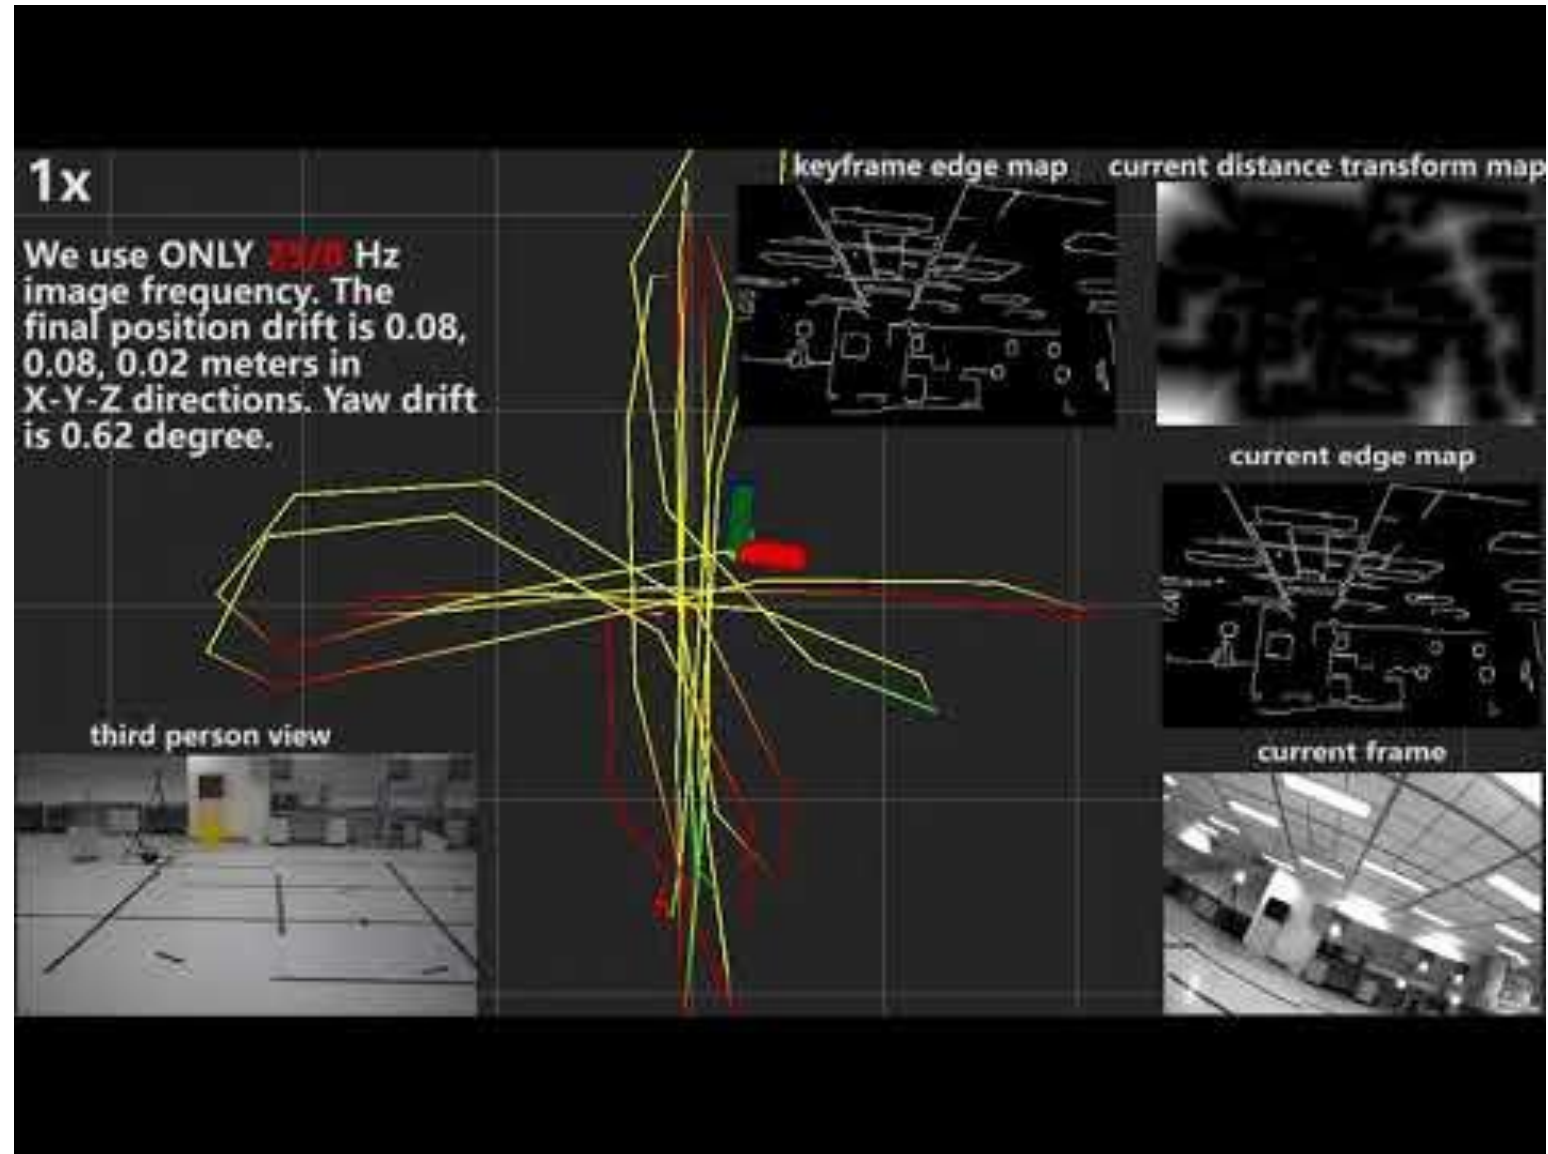 1x
We use ONLY Hz
image frequency. The
final position drift is 0.08,
0.08, 0.02 meters in
X-Y-Z directions. Yaw drift
is 0.62 degree.
keyframe edge map
current distance transform map
current edge map
third person view
current frame